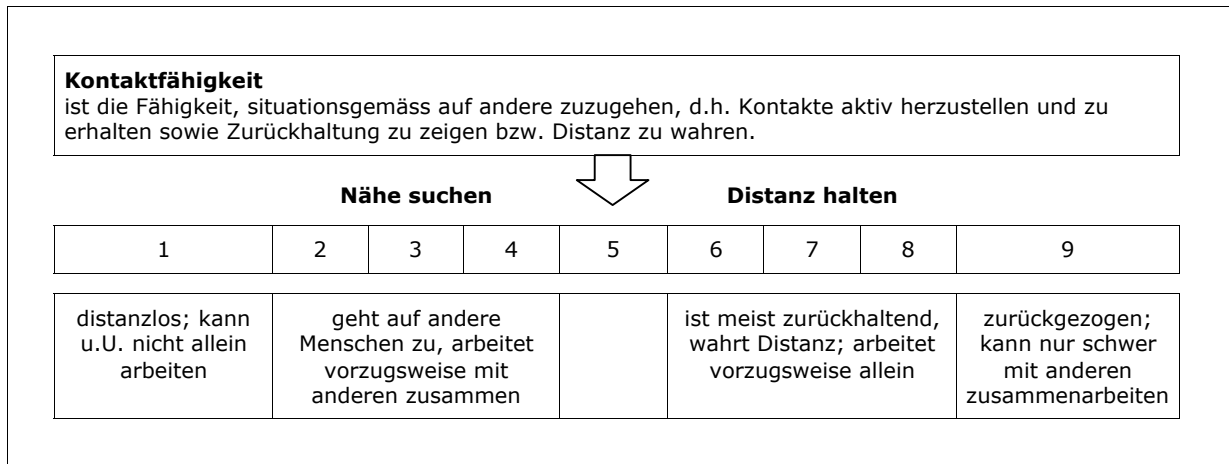 Kontaktfähigkeit
ist die Fähigkeit, situationsgemäss auf andere zuzugehen, d.h. Kontakte aktiv herzustellen und zu
erhalten sowie Zurückhaltung zu zeigen bzw. Distanz zu wahren.
Nähe suchen Distanz halten
1 2 3 4 5 6 7 8 9
distanzlos; kann
u.U. nicht allein
arbeiten
geht auf andere
Menschen zu, arbeitet
vorzugsweise mit
anderen zusammen
ist meist zurückhaltend,
wahrt Distanz; arbeitet
vorzugsweise allein
zurückgezogen;
kann nur schwer
mit anderen
zusammenarbeiten